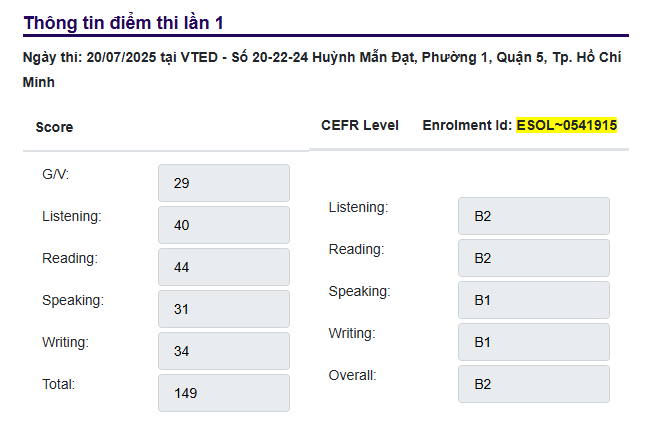 Thông tin điểm thi lần 1
Ngày thi: 20/07/2025 tại VTED - Số 20-22-24 Huỳnh Mẫn Đạt, Phường 1, Quận 5, Tp. Hồ Chí
Minh
Score
G/V: 29
Listening: 40
Reading: 44
Speaking: 31
Writing: 34
Total: 149
CEFR Level Enrolment Id: ESOL~0541915
Listening: B2
Reading: B2
Speaking: B1
Writing: B1
Overall: B2